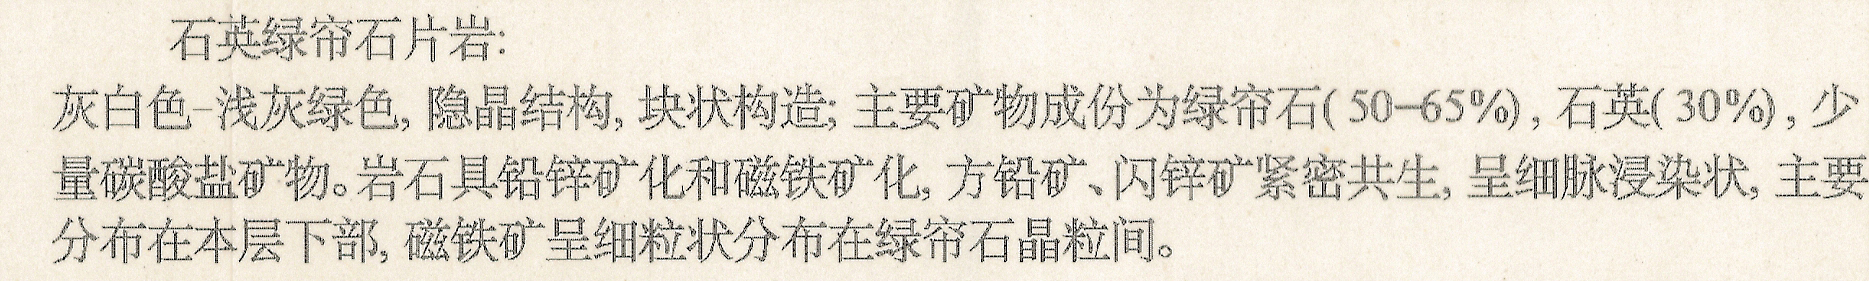 石英绿帘石片岩:
灰白色-浅灰绿色, 隐晶结构, 块状构造; 主要矿物成份为绿帘石(50-65%), 石英(30%), 少
量碳酸盐矿物。岩石具铅锌矿化和磁铁矿化, 方铅矿、闪锌矿紧密共生, 呈细脉浸染状, 主要
分布在本层下部, 磁铁矿呈细粒状分布在绿帘石晶粒间。